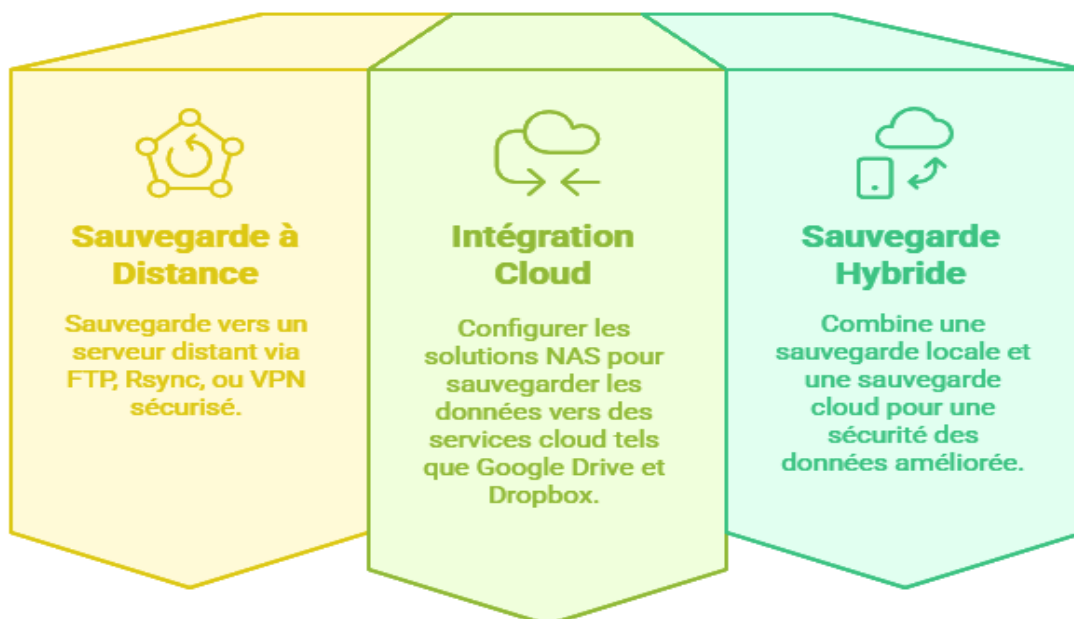 Sauvegarde à
Distance
Sauvegarde vers un
serveur distant via
FTP, Rsync, ou VPN
sécurisé.
Intégration
Cloud
Configurer les
solutions NAS pour
sauvegarder les
données vers des
services cloud tels
que Google Drive et
Dropbox.
Sauvegarde
Hybride
Combine une
sauvegarde locale et
une sauvegarde
cloud pour une
sécurité des
données améliorée.